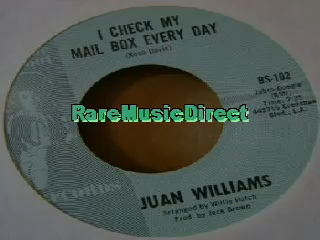 I CHECK MY
MAIL BOX EVERY DAY
BS-102
RareMusicDirect
JUAN WILLIAMS
Arranged by Willie Hutch
Prod. by Jack Brown